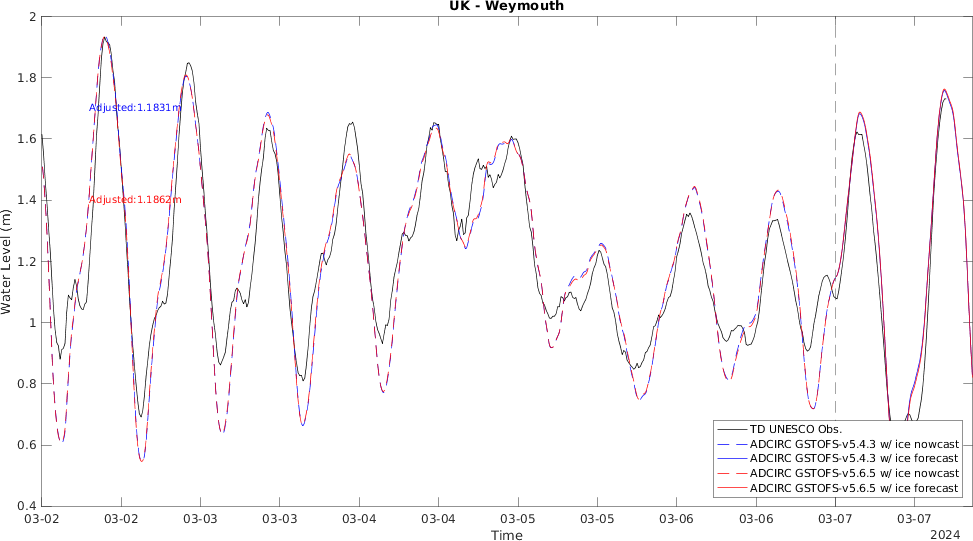 UK - Weymouth
2
1.8
1.6
1.4
1.2
1
0.8
0.6
0.4
Water Level (m)
Adjusted:1.1831m
Adjusted:1.1862m
TD UNESCO Obs.
ADCIRC GSTOFS-v5.4.3 w/ ice nowcast
ADCIRC GSTOFS-v5.4.3 w/ ice forecast
ADCIRC GSTOFS-v5.6.5 w/ ice nowcast
ADCIRC GSTOFS-v5.6.5 w/ ice forecast
03-02 03-02 03-03 03-03 03-04 03-04 03-05 03-05 03-06 03-06 03-07 03-07
Time
2024